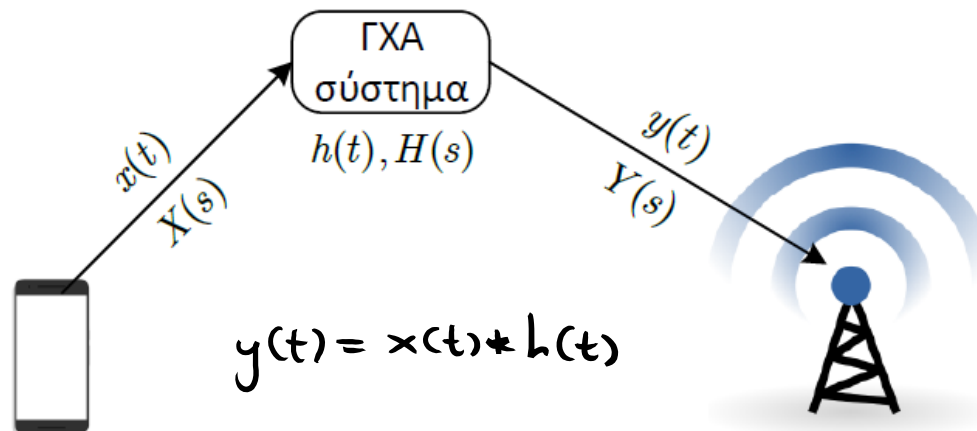 ΓΧΑ
σύστημα
h(t), H(s)
x(t)
X(s)
y(t)
Y(s)
y(t) = x(t) * h(t)